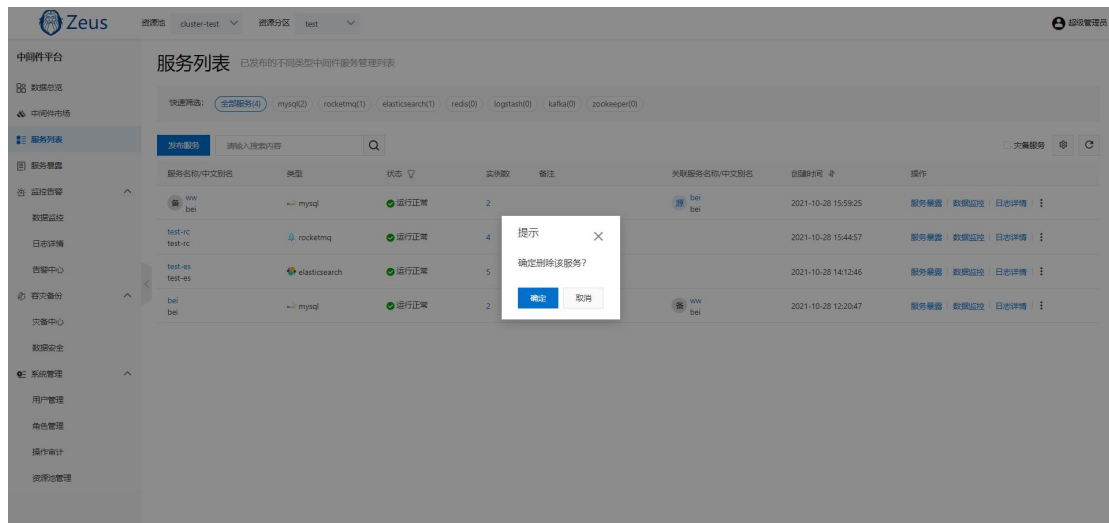 Zeus 资源池 cluster-test 资源分区 test 超级管理员
中间件平台
数据总览
中间件市场
服务列表
服务暴露
监控告警
数据监控
日志详情
告警中心
容灾备份
灾备中心
数据安全
系统管理
用户管理
角色管理
操作审计
资源池管理
服务列表 已发布的不同类型中间件服务管理列表
快速筛选: 全部服务(4) mysql(2) rocketmq(1) elasticsearch(1) redis(0) logstash(0) kafka(0) zookeeper(0)
发布服务 请输入搜索内容 灾备服务
服务名称/中文别名 类型 状态 实例数 备注 关联服务名称/中文别名 创建时间 操作
备 ww mysql 运行正常 2 源 bei 2021-10-28 15:59:25 服务暴露 数据监控 日志详情
bei bei
test-rc rocketmq 运行正常 4 2021-10-28 15:44:57 服务暴露 数据监控 日志详情
test-rc
test-es elasticsearch 运行正常 5 2021-10-28 14:12:46 服务暴露 数据监控 日志详情
test-es
bei mysql 运行正常 2 备 ww 2021-10-28 12:20:47 服务暴露 数据监控 日志详情
bei bei
提示
确定删除该服务?
确定 取消